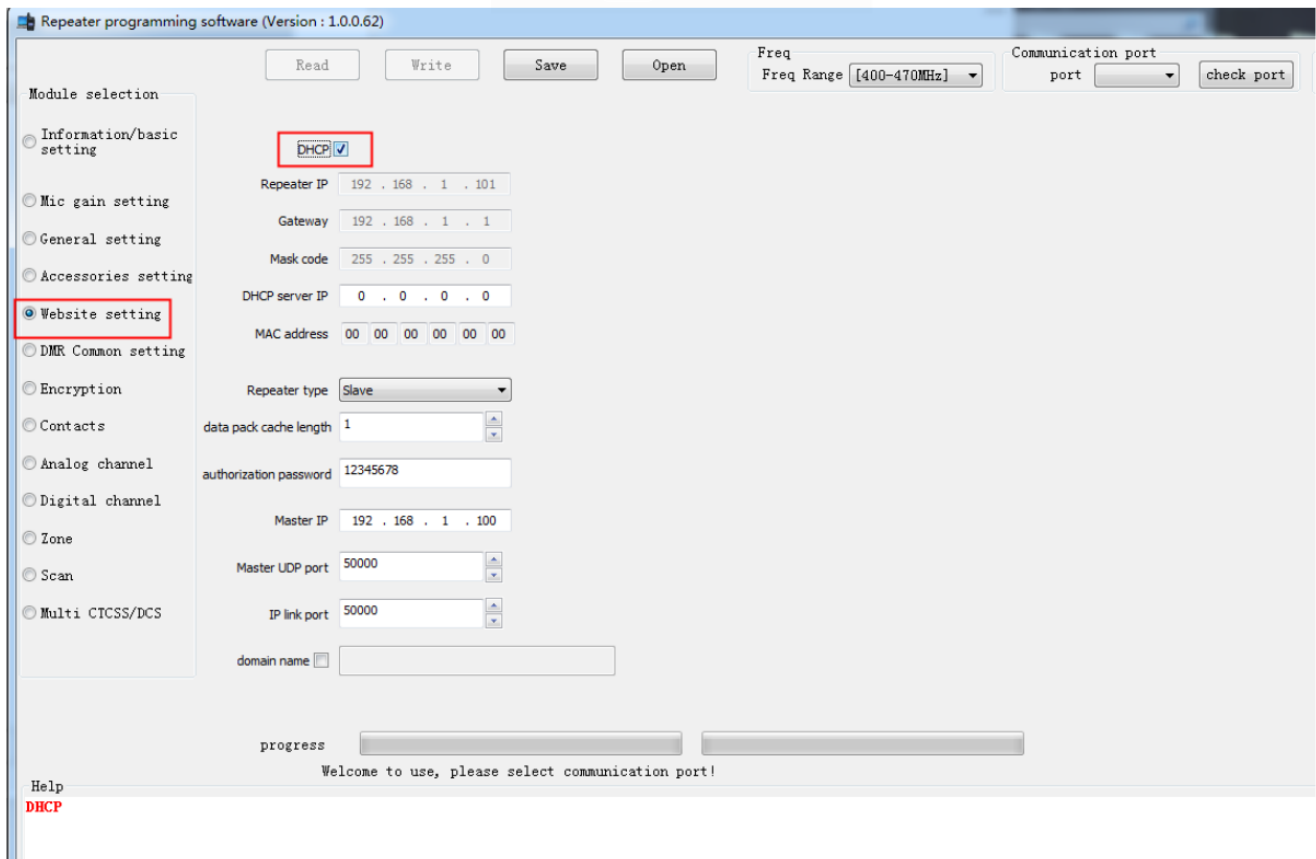 Repeater programming software (Version : 1.0.0.62)
Read Write Save Open
Freq
Freq Range [400-470MHz]
Communication port
port check port
Module selection
Information/basic
setting
Mic gain setting
General setting
Accessories setting
Website setting
DMR Common setting
Encryption
Contacts
Analog channel
Digital channel
Zone
Scan
Multi CTCSS/DCS
DHCP
Repeater IP 192 . 168 . 1 . 101
Gateway 192 . 168 . 1 . 1
Mask code 255 . 255 . 255 . 0
DHCP server IP 0 . 0 . 0 . 0
MAC address 00 00 00 00 00 00
Repeater type Slave
data pack cache length 1
authorization password 12345678
Master IP 192 . 168 . 1 . 100
Master UDP port 50000
IP link port 50000
domain name
progress
Welcome to use, please select communication port!
Help
DHCP